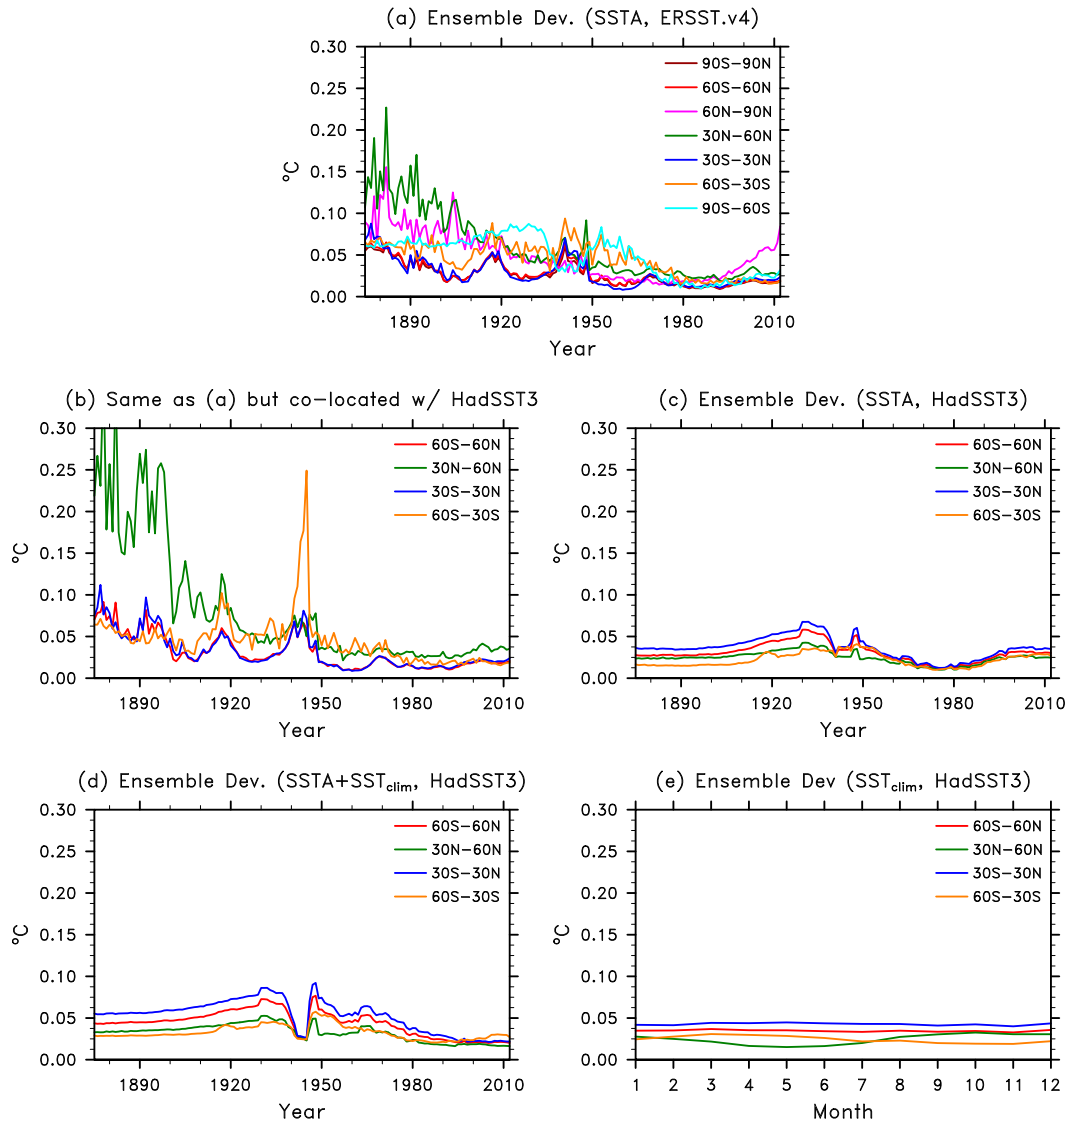 (a) Ensemble Dev. (SSTA, ERSST.v4)
0.30
0.25
0.20
0.15
0.10
0.05
0.00
°C
90S-90N
60S-60N
60N-90N
30N-60N
30S-30N
60S-30S
90S-60S
1890 1920 1950 1980 2010
Year
(b) Same as (a) but co-located w/ HadSST3
0.30
0.25
0.20
0.15
0.10
0.05
0.00
°C
60S-60N
30N-60N
30S-30N
60S-30S
1890 1920 1950 1980 2010
Year
(c) Ensemble Dev. (SSTA, HadSST3)
0.30
0.25
0.20
0.15
0.10
0.05
0.00
°C
60S-60N
30N-60N
30S-30N
60S-30S
1890 1920 1950 1980 2010
Year
(d) Ensemble Dev. (SSTA+SSTclim, HadSST3)
0.30
0.25
0.20
0.15
0.10
0.05
0.00
°C
60S-60N
30N-60N
30S-30N
60S-30S
1890 1920 1950 1980 2010
Year
(e) Ensemble Dev (SSTclim, HadSST3)
0.30
0.25
0.20
0.15
0.10
0.05
0.00
°C
60S-60N
30N-60N
30S-30N
60S-30S
1 2 3 4 5 6 7 8 9 10 11 12
Month